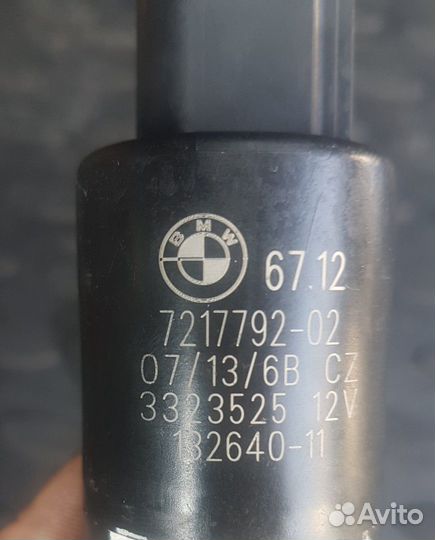 BMW 67.12
7217792-02
07/13/6B CZ
3323525 12V
132640-11
Avito